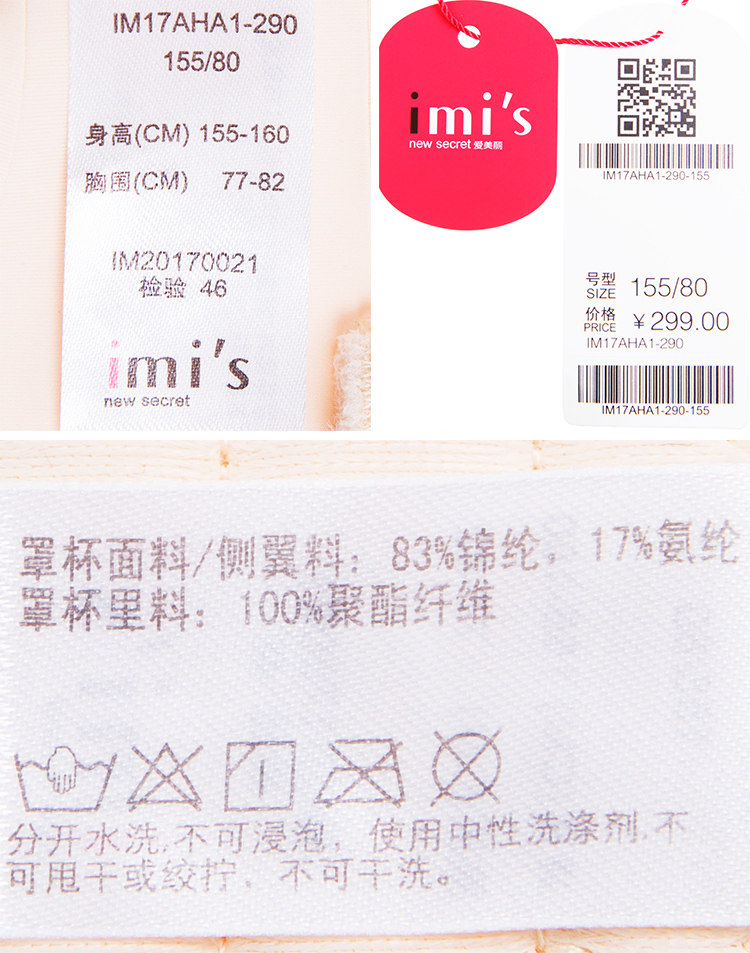 IM17AHA1-290
155/80
身高(CM) 155-160
胸围(CM) 77-82
IM20170021
检验 46
imi's
new secret
imi's
new secret 爱美丽
IM17AHA1-290-155
号型
SIZE 155/80
价格
PRICE ¥299.00
IM17AHA1-290
IM17AHA1-290-155
罩杯面料/侧翼料: 83%锦纶, 17%氨纶
罩杯里料: 100%聚酯纤维
分开水洗,不可浸泡, 使用中性洗涤剂,不
可甩干或绞拧, 不可干洗。